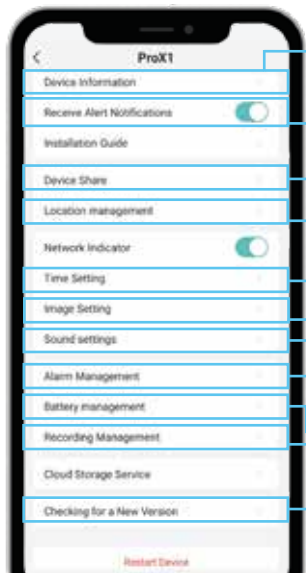 ProX1
Device Information
Receive Alert Notifications
Installation Guide
Device Share
Location management
Network Indicator
Time Setting
Image Setting
Sound settings
Alarm Management
Battery management
Recording Management
Cloud Storage Service
Checking for a New Version
Restart Device